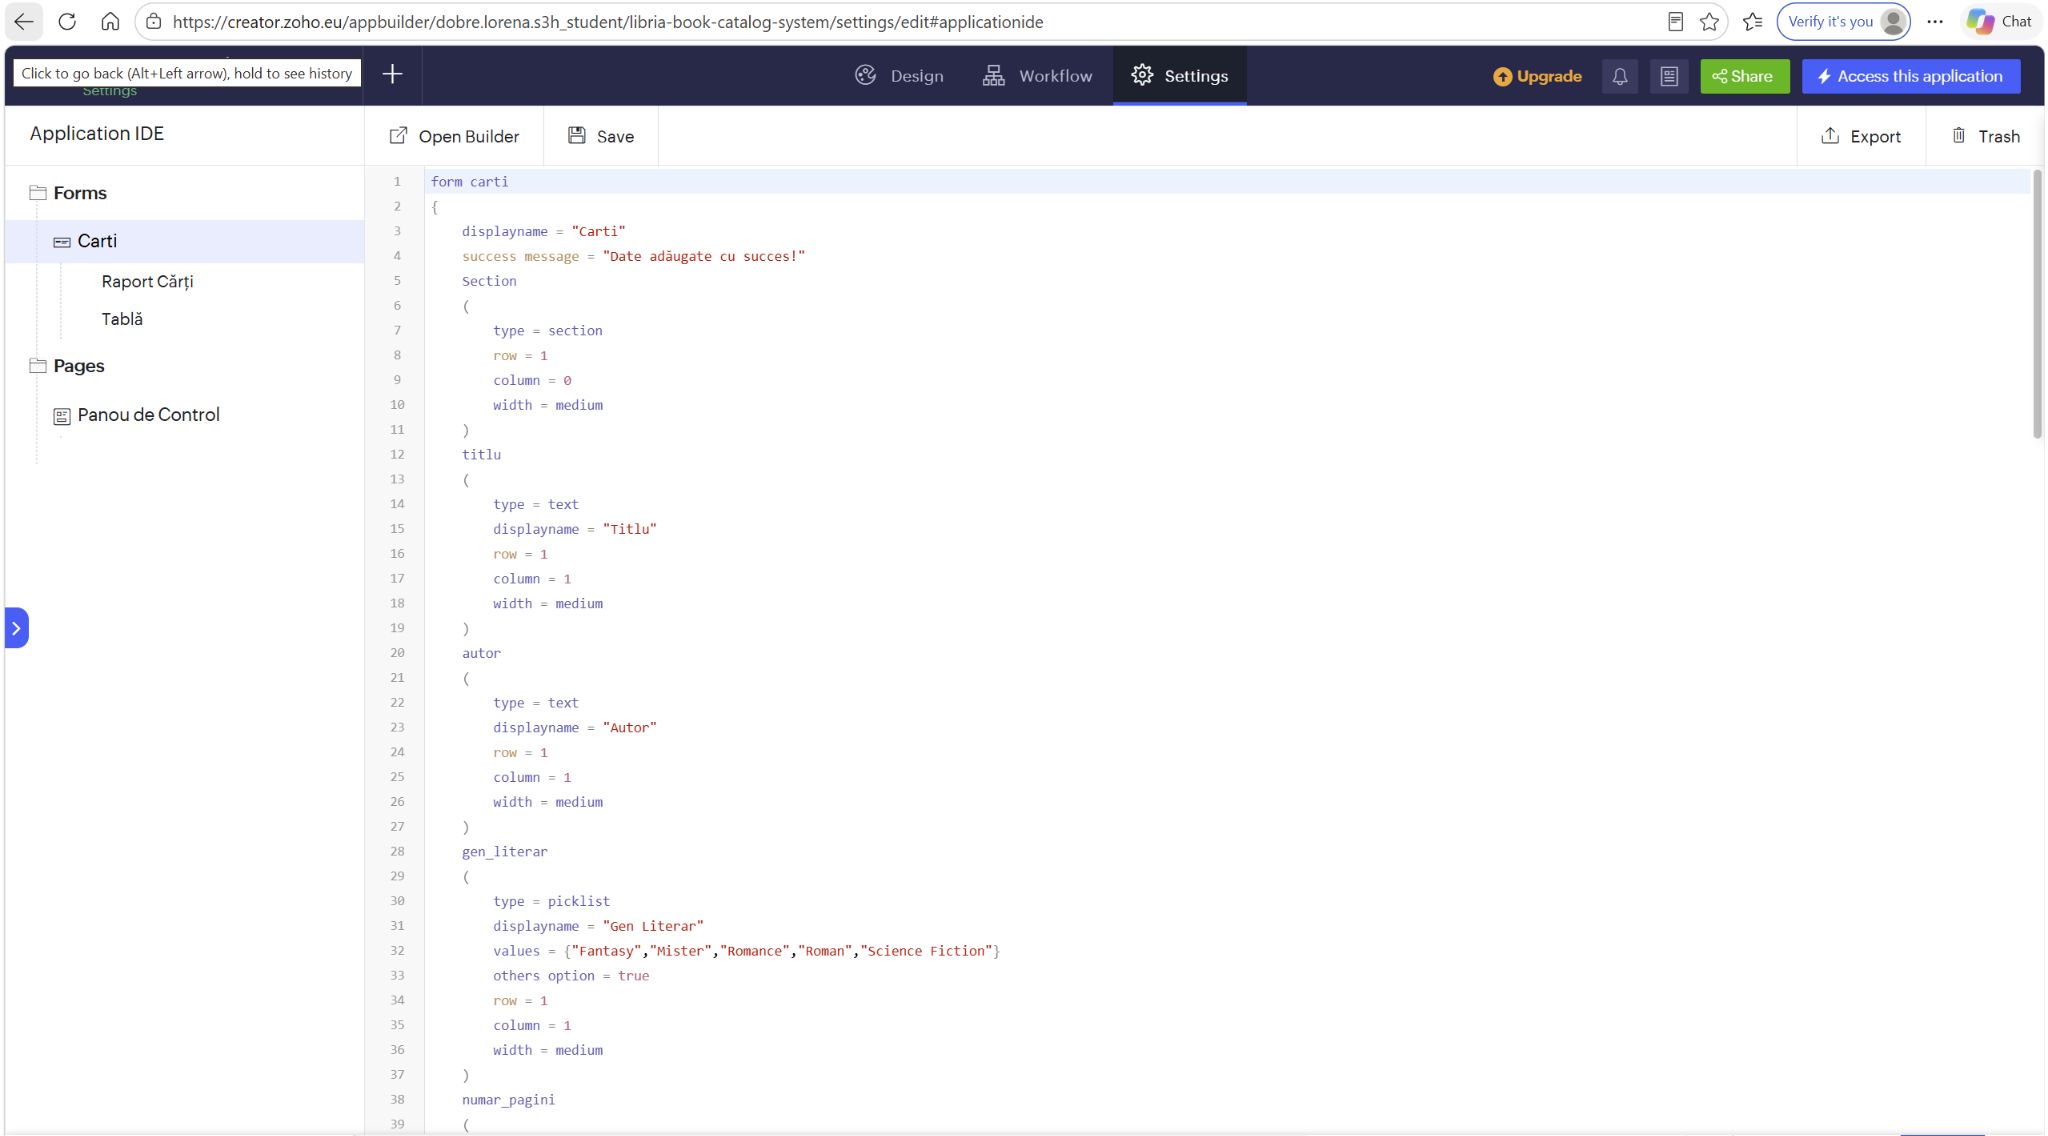 https://creator.zoho.eu/appbuilder/dobre.lorena.s3h_student/libria-book-catalog-system/settings/edit#applicationide
Verify it's you
Chat
Click to go back (Alt+Left arrow), hold to see history
Settings
Design
Workflow
Settings
Upgrade
Share
Access this application
Application IDE
Open Builder
Save
Export
Trash
Forms
Carti
Raport Cărți
Tablă
Pages
Panou de Control
1 form carti
2 {
3 displayname = "Carti"
4 success message = "Date adăugate cu succes!"
5 Section
6 (
7 type = section
8 row = 1
9 column = 0
10 width = medium
11 )
12 titlu
13 (
14 type = text
15 displayname = "Titlu"
16 row = 1
17 column = 1
18 width = medium
19 )
20 autor
21 (
22 type = text
23 displayname = "Autor"
24 row = 1
25 column = 1
26 width = medium
27 )
28 gen_literar
29 (
30 type = picklist
31 displayname = "Gen Literar"
32 values = {"Fantasy","Mister","Romance","Roman","Science Fiction"}
33 others option = true
34 row = 1
35 column = 1
36 width = medium
37 )
38 numar_pagini
39 (